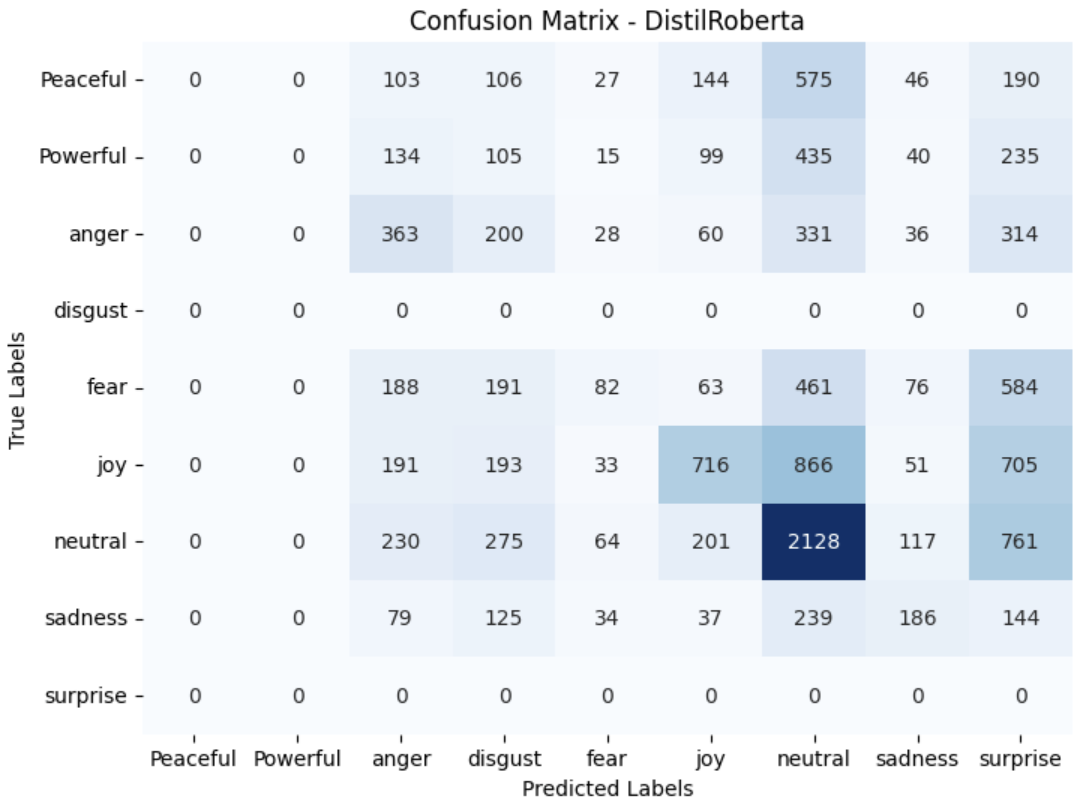 Confusion Matrix - DistilRoberta
True Labels
Peaceful 0 0 103 106 27 144 575 46 190
Powerful 0 0 134 105 15 99 435 40 235
anger 0 0 363 200 28 60 331 36 314
disgust 0 0 0 0 0 0 0 0 0
fear 0 0 188 191 82 63 461 76 584
joy 0 0 191 193 33 716 866 51 705
neutral 0 0 230 275 64 201 2128 117 761
sadness 0 0 79 125 34 37 239 186 144
surprise 0 0 0 0 0 0 0 0 0
Peaceful Powerful anger disgust fear joy neutral sadness surprise
Predicted Labels